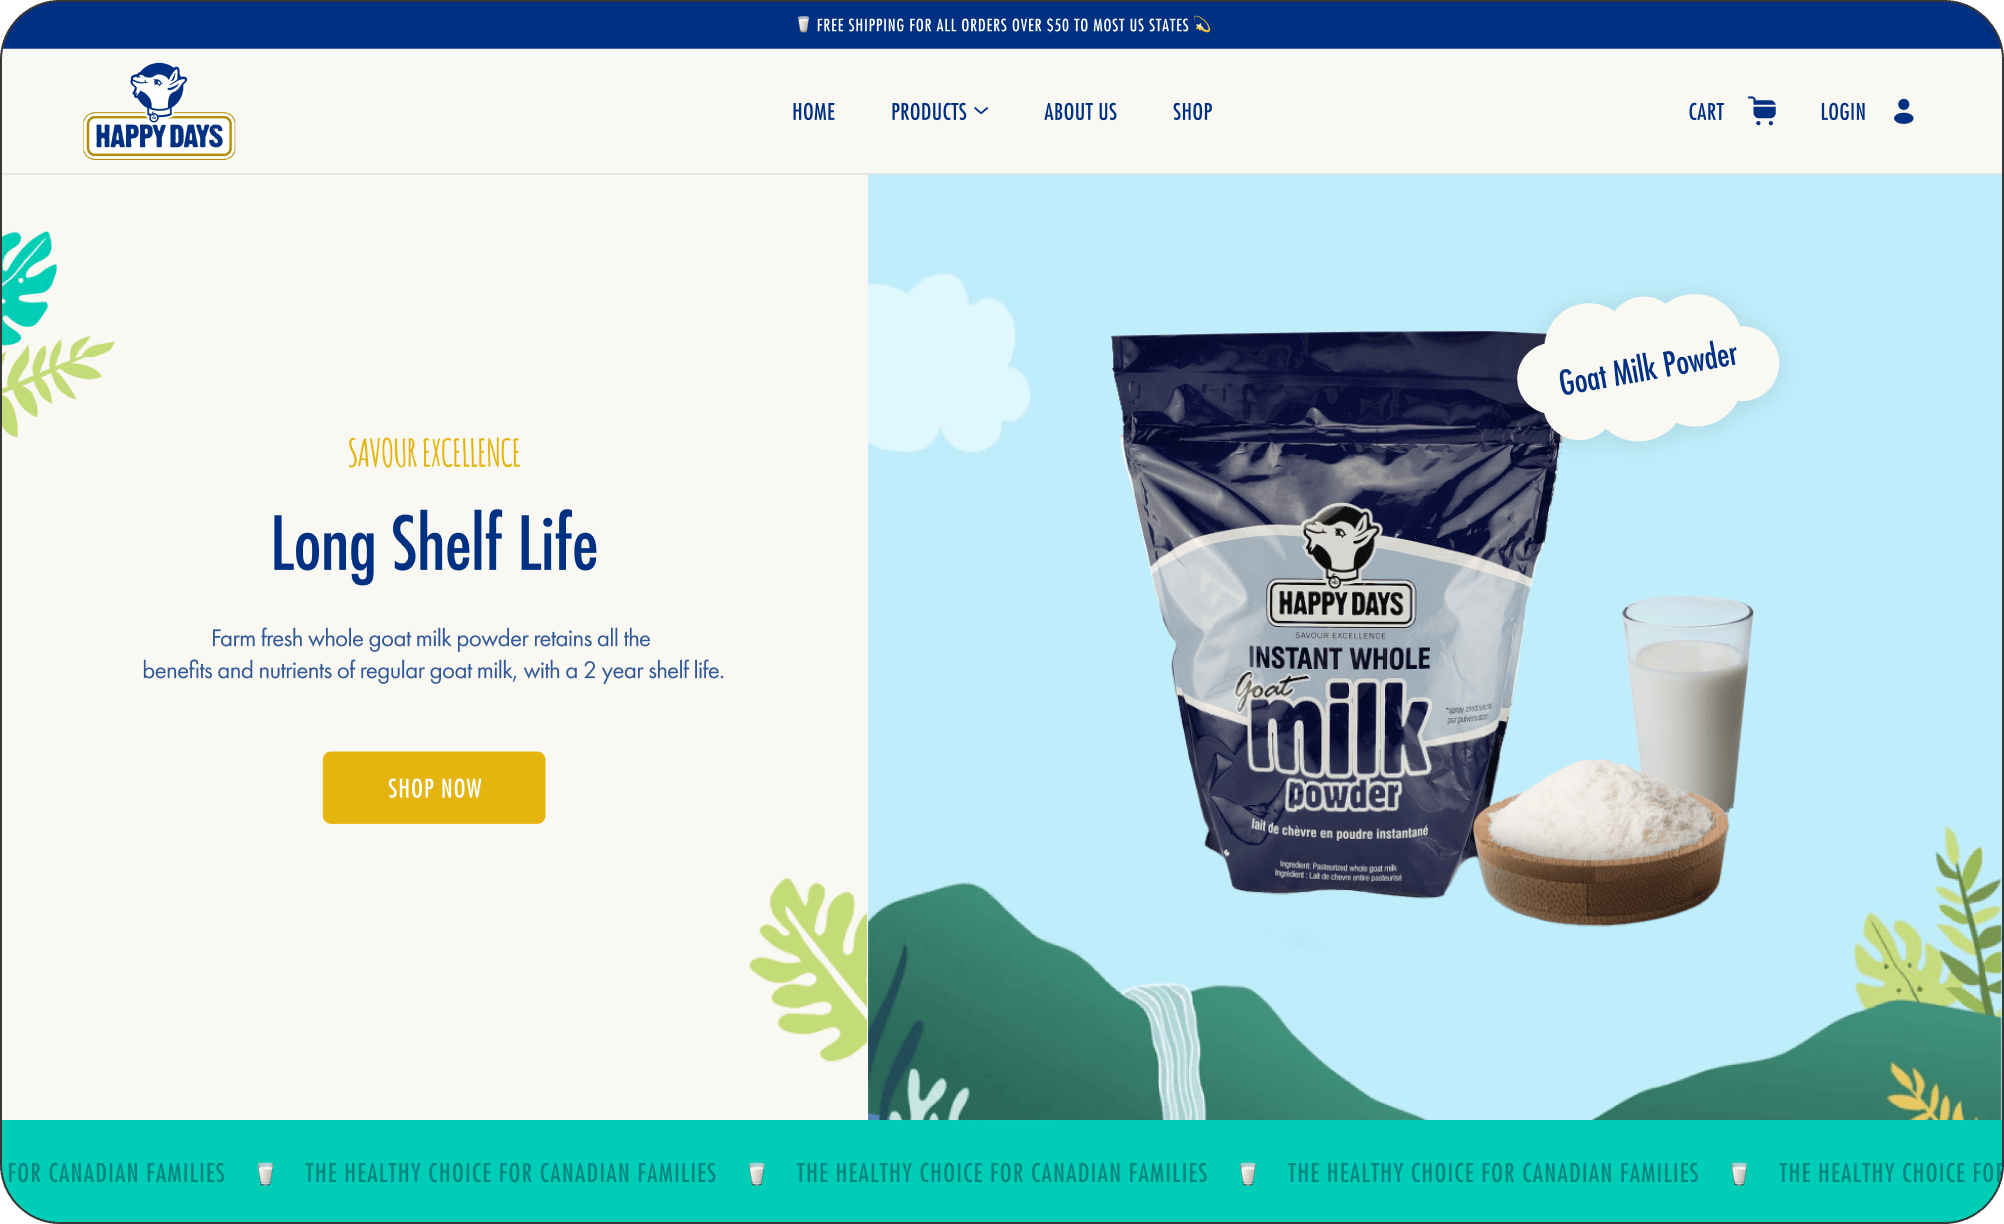 FREE SHIPPING FOR ALL ORDERS OVER $50 TO MOST US STATES
HAPPY DAYS
HOME PRODUCTS ABOUT US SHOP
CART LOGIN
SAVOUR EXCELLENCE
Long Shelf Life
Farm fresh whole goat milk powder retains all the
benefits and nutrients of regular goat milk, with a 2 year shelf life.
SHOP NOW
Goat Milk Powder
HAPPY DAYS
SAVOUR EXCELLENCE
INSTANT WHOLE
Goat
milk
*spray dried/séché
par pulvérisation
powder
lait de chèvre en poudre instantané
Ingredient: Pasteurized whole goat milk
Ingrédient : Lait de chevre entire pasteurisé
FOR CANADIAN FAMILIES THE HEALTHY CHOICE FOR CANADIAN FAMILIES THE HEALTHY CHOICE FOR CANADIAN FAMILIES THE HEALTHY CHOICE FOR CANADIAN FAMILIES THE HEALTHY CHOICE FOR